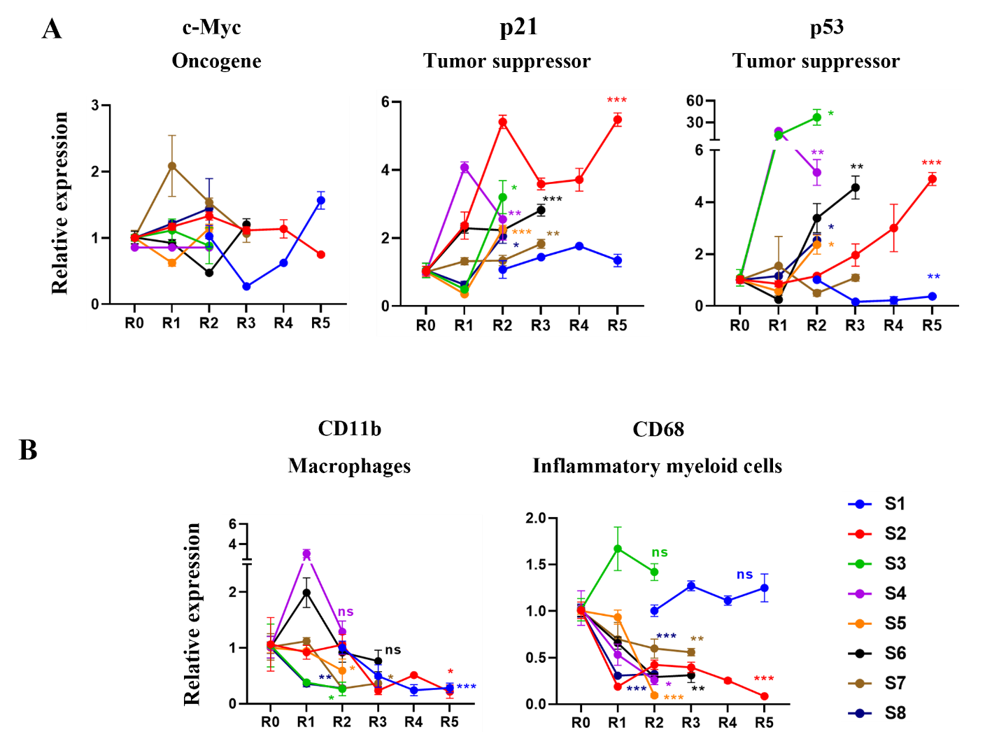 A
c-Myc
Oncogene
p21
Tumor suppressor
p53
Tumor suppressor
Relative expression
3
2
1
0
R0 R1 R2 R3 R4 R5
6
4
2
0
***
*
***
**
***
**
*
R0 R1 R2 R3 R4 R5
60
30
6
4
2
0
*
**
**
***
*
*
**
R0 R1 R2 R3 R4 R5
B
CD11b
Macrophages
CD68
Inflammatory myeloid cells
Relative expression
6
4
2
1
0
ns
ns
*
*
**
*
***
*
R0 R1 R2 R3 R4 R5
2.0
1.5
1.0
0.5
0.0
ns
ns
***
**
***
*
**
***
***
R0 R1 R2 R3 R4 R5
S1
S2
S3
S4
S5
S6
S7
S8